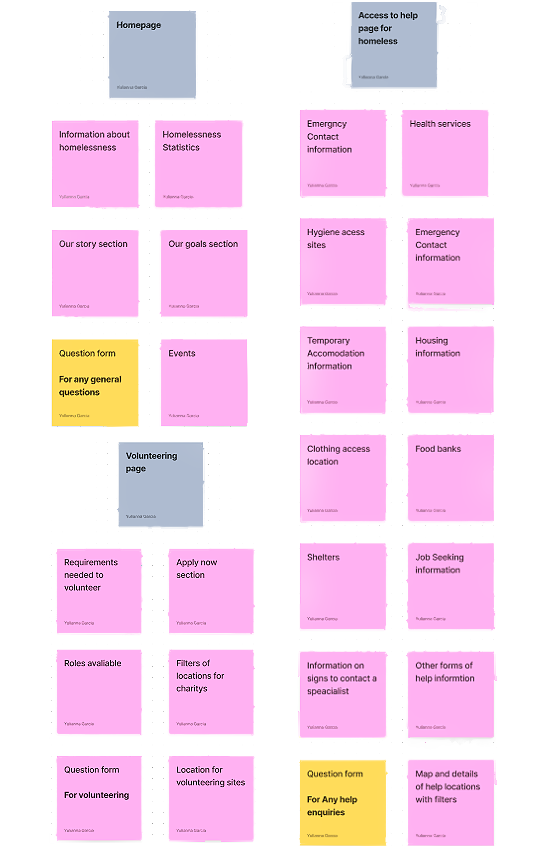 Homepage
Yulianna Garcia
Information about
homelessness
Yulianna Garcia
Homelessness
Statistics
Yulianna Garcia
Our story section
Yulianna Garcia
Our goals section
Yulianna Garcia
Question form
For any general
questions
Yulianna Garcia
Events
Yulianna Garcia
Volunteering
page
Yulianna Garcia
Requirements
needed to
volunteer
Yulianna Garcia
Apply now
section
Yulianna Garcia
Roles avaliable
Yulianna Garcia
Filters of
locations for
charitys
Yulianna Garcia
Question form
For volunteering
Yulianna Garcia
Location for
volunteering sites
Yulianna Garcia
Access to help
page for
homeless
Yulianna Garcia
Emergncy
Contact
information
Yulianna Garcia
Health services
Yulianna Garcia
Hygiene acess
sites
Yulianna Garcia
Emergency
Contact
information
Yulianna Garcia
Temporary
Accomodation
information
Yulianna Garcia
Housing
information
Yulianna Garcia
Clothing access
location
Yulianna Garcia
Food banks
Yulianna Garcia
Shelters
Yulianna Garcia
Job Seeking
information
Yulianna Garcia
Information on
signs to contact a
speacialist
Yulianna Garcia
Other forms of
help informtion
Yulianna Garcia
Question form
For Any help
enquiries
Yulianna Garcia
Map and details
of help locations
with filters
Yulianna Garcia